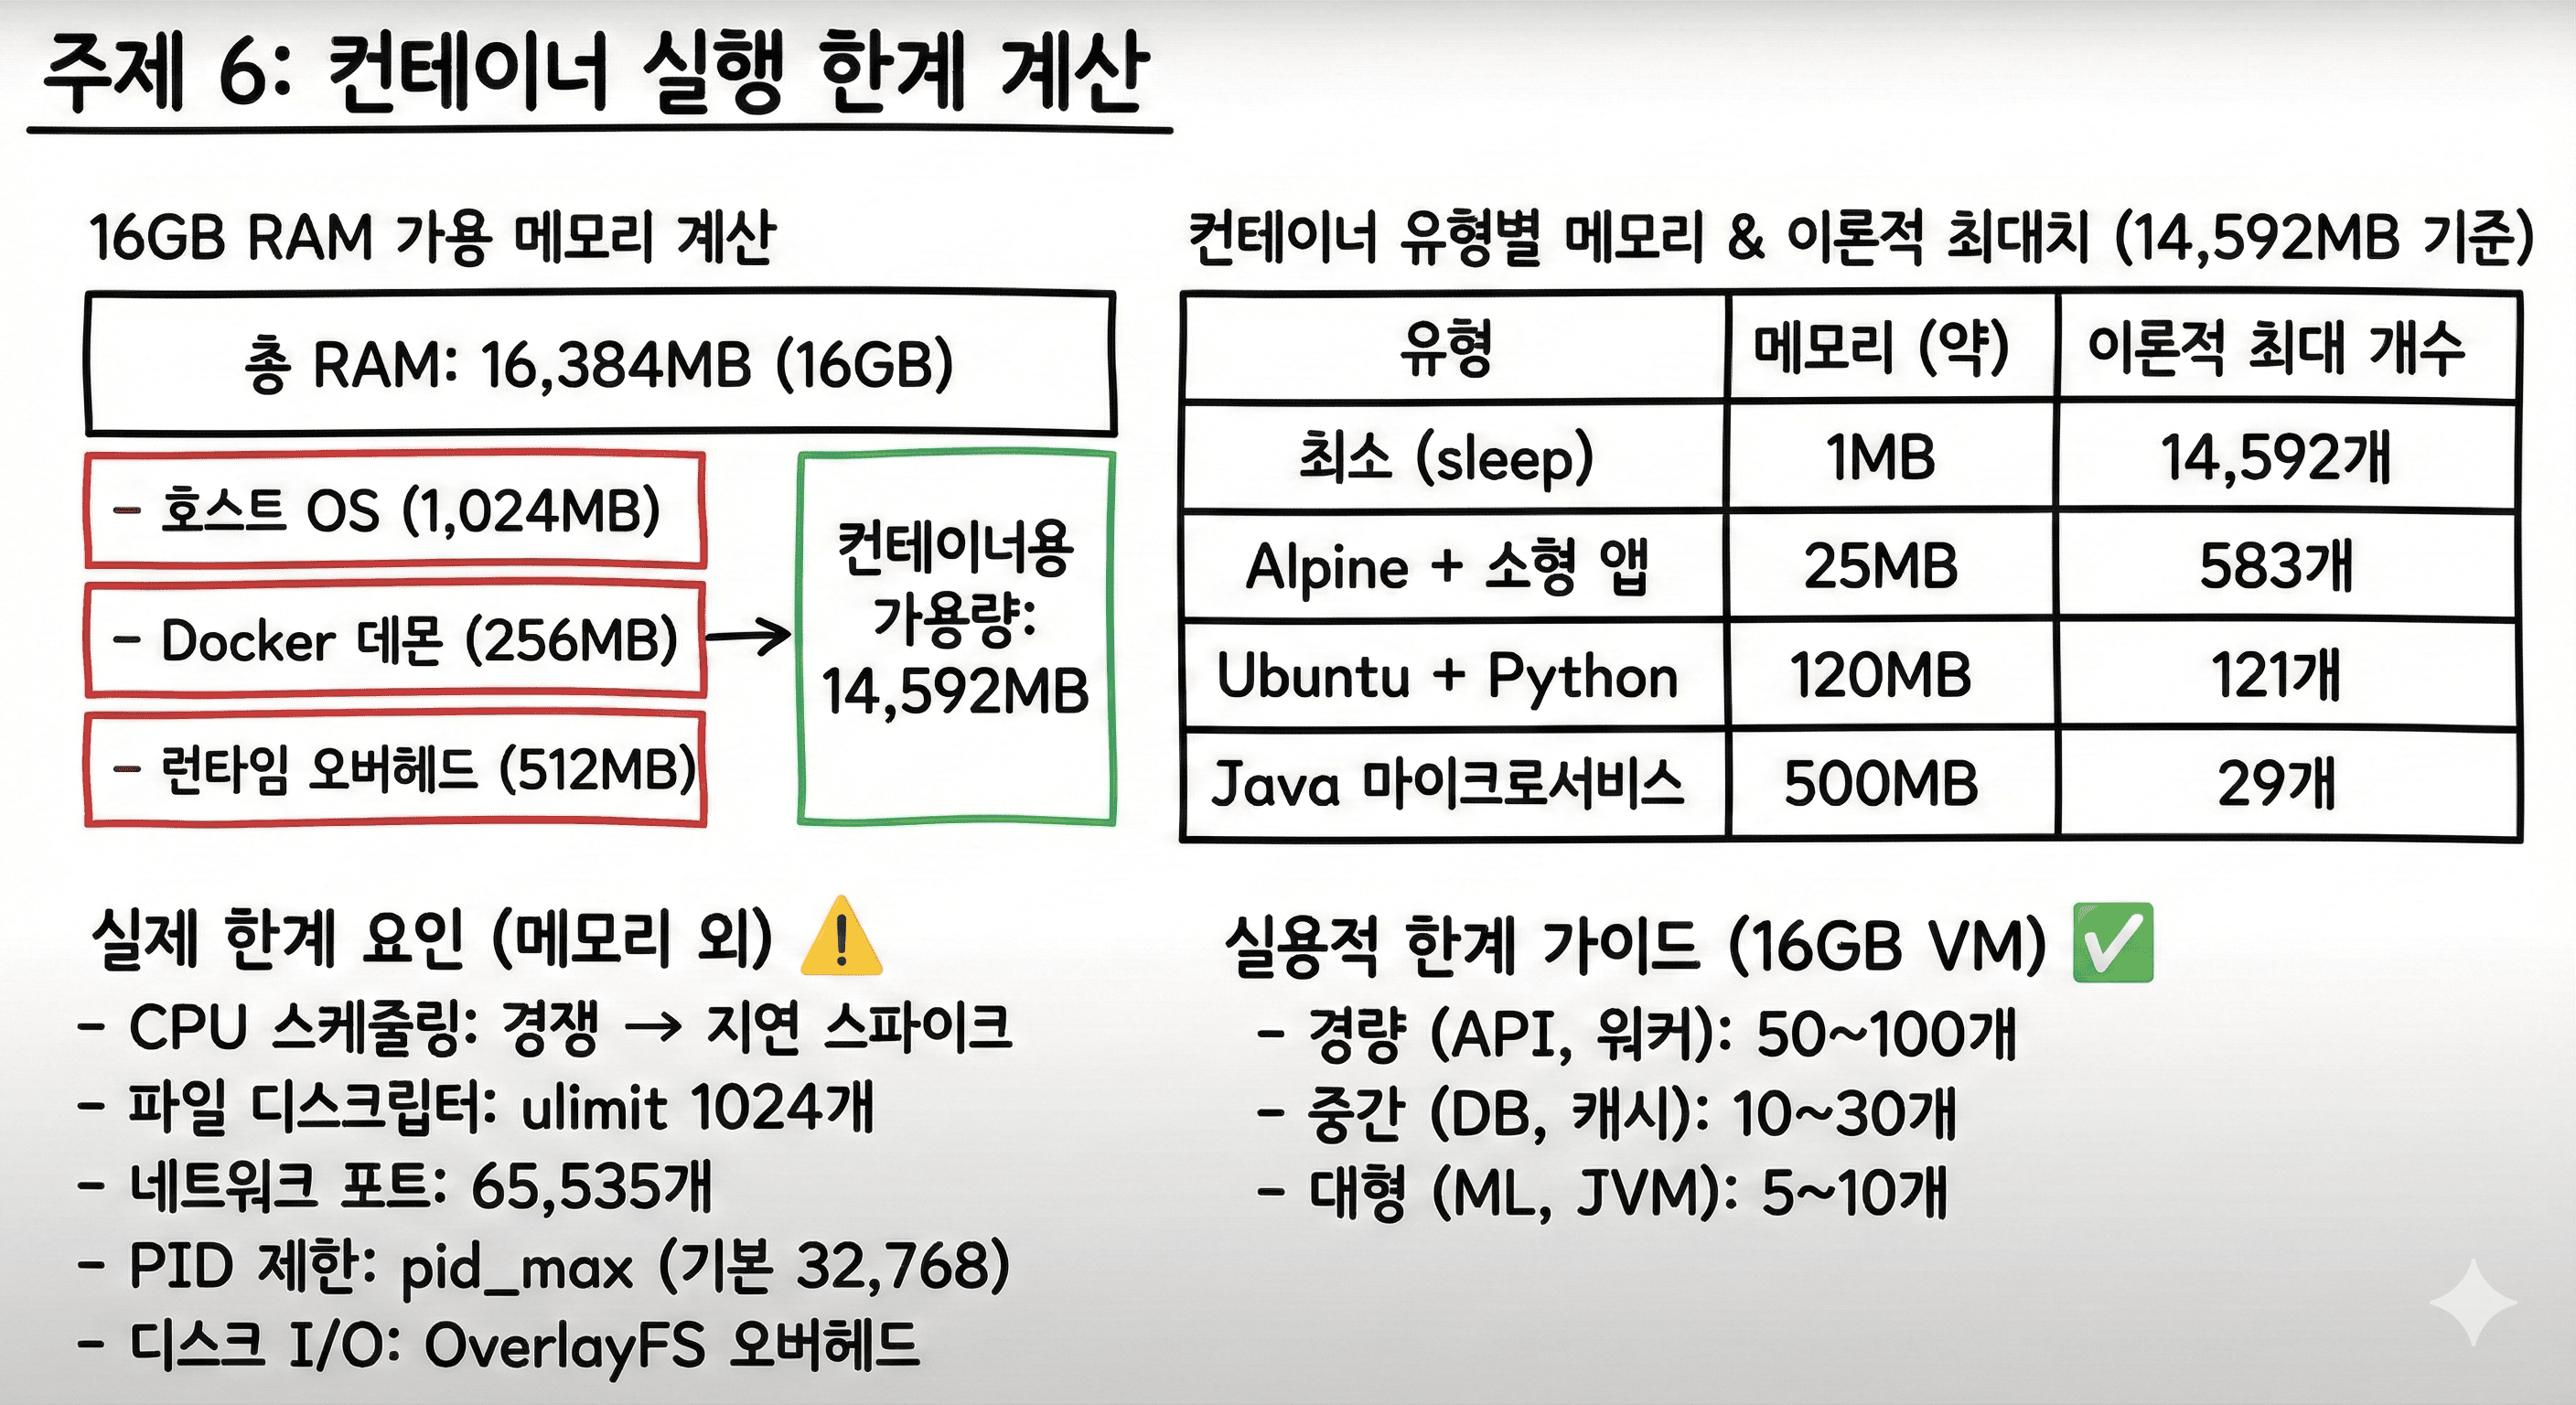 주제 6: 컨테이너 실행 한계 계산
16GB RAM 가용 메모리 계산
총 RAM: 16,384MB (16GB)
- 호스트 OS (1,024MB)
- Docker 데몬 (256MB)
- 런타임 오버헤드 (512MB)
컨테이너용
가용량:
14,592MB
컨테이너 유형별 메모리 & 이론적 최대치 (14,592MB 기준)
유형 메모리 (약) 이론적 최대 개수
최소 (sleep) 1MB 14,592개
Alpine + 소형 앱 25MB 583개
Ubuntu + Python 120MB 121개
Java 마이크로서비스 500MB 29개
실제 한계 요인 (메모리 외) ⚠️
- CPU 스케줄링: 경쟁 → 지연 스파이크
- 파일 디스크립터: ulimit 1024개
- 네트워크 포트: 65,535개
- PID 제한: pid_max (기본 32,768)
- 디스크 I/O: OverlayFS 오버헤드
실용적 한계 가이드 (16GB VM) ✅
- 경량 (API, 워커): 50~100개
- 중간 (DB, 캐시): 10~30개
- 대형 (ML, JVM): 5~10개